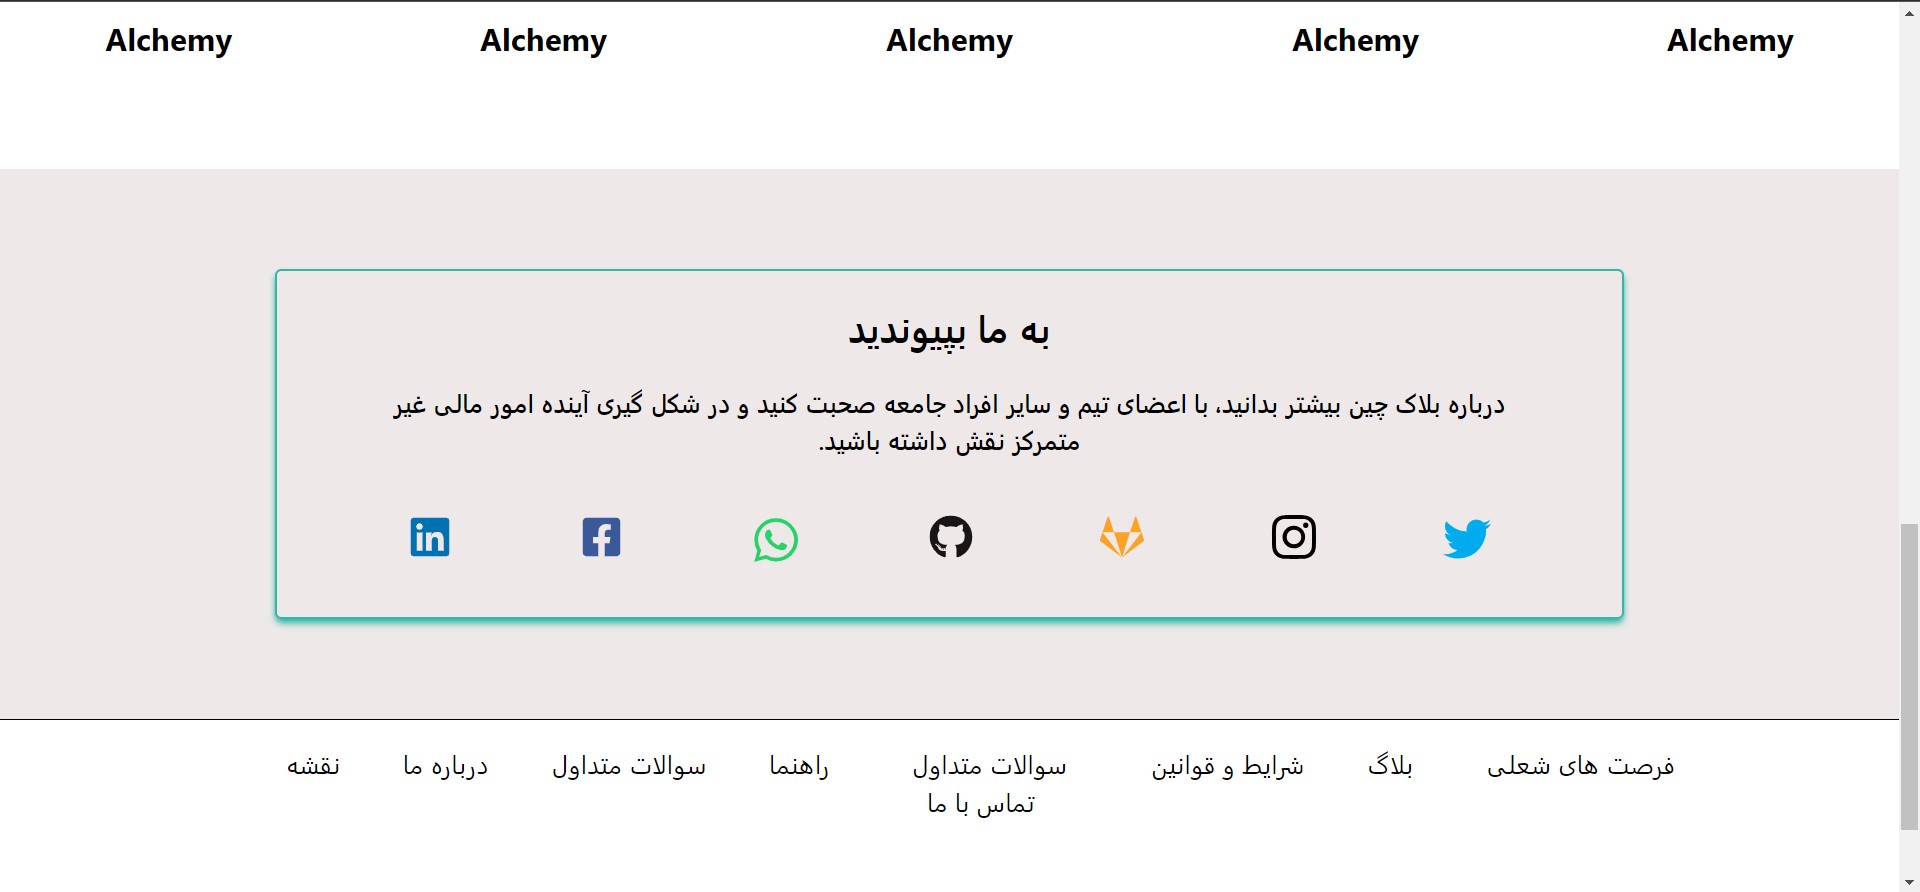 Alchemy Alchemy Alchemy Alchemy Alchemy
به ما بپیوندید
درباره بلاک چین بیشتر بدانید، با اعضای تیم و سایر افراد جامعه صحبت کنید و در شکل گیری آینده امور مالی غیر
متمرکز نقش داشته باشید.
in
فرصت های شعلی بلاگ شرایط و قوانین سوالات متداول راهنما سوالات متداول درباره ما نقشه
تماس با ما